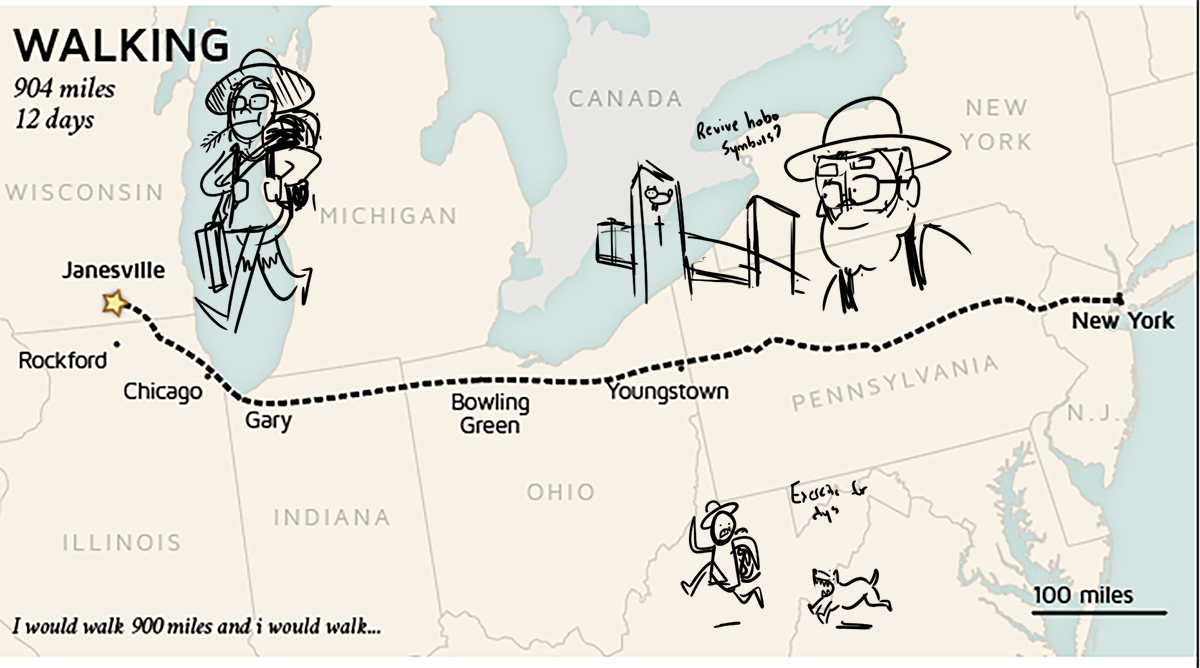 WALKING
904 miles
12 days
CANADA
NEW
YORK
Revive hobo
Symbols?
WISCONSIN
MICHIGAN
Janesville
New York
Rockford
Chicago
Gary
Bowling
Green
Youngstown
PENNSYLVANIA
N.J.
OHIO
INDIANA
ILLINOIS
Exercise for
dogs
100 miles
I would walk 900 miles and i would walk...